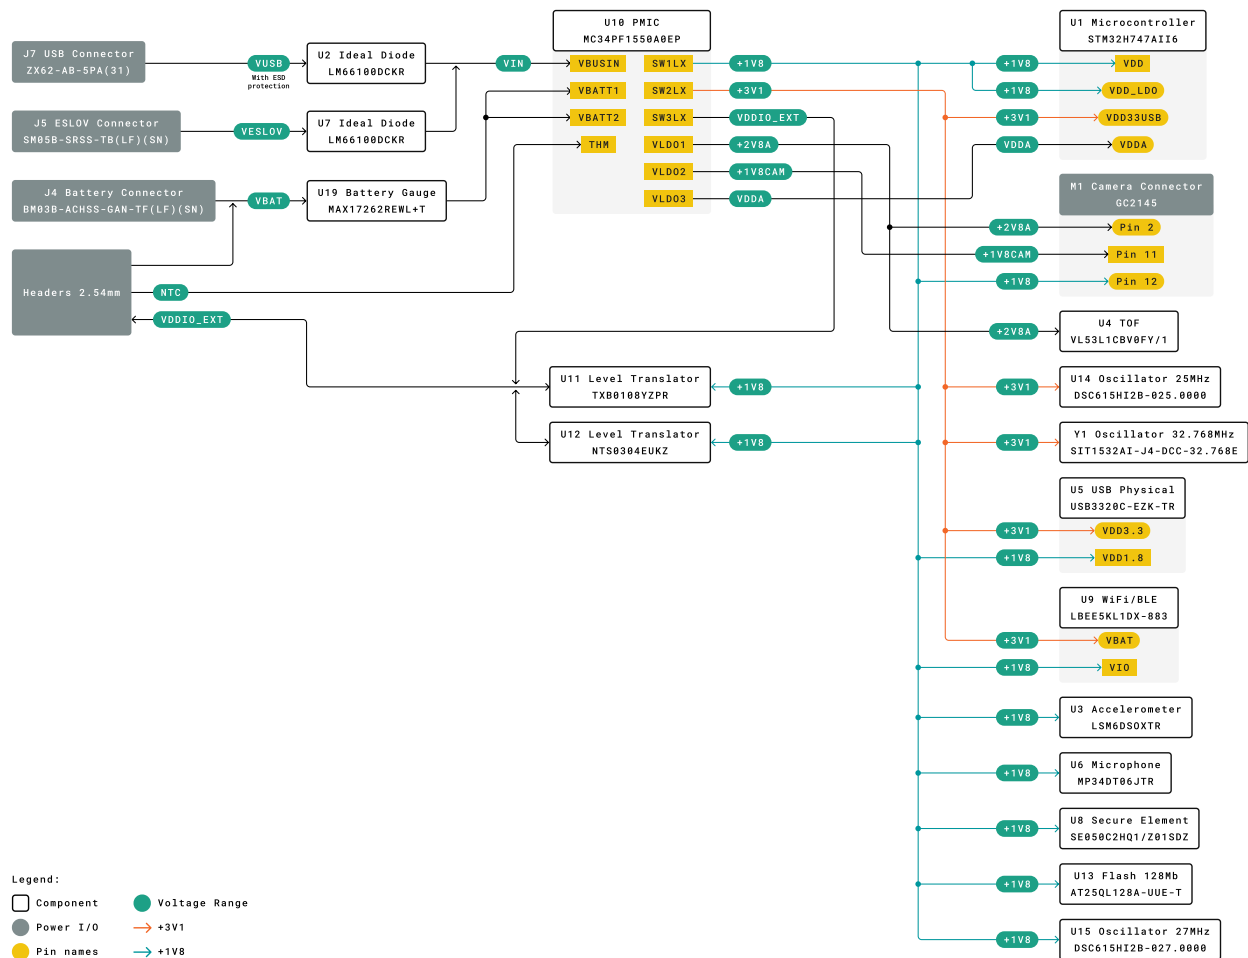 J7 USB Connector
ZX62-AB-5PA(31)
VUSB
With ESD
protection
U2 Ideal Diode
LM66100DCKR
VIN
J5 ESLOV Connector
SM05B-SRSS-TB(LF)(SN)
VESLOV
U7 Ideal Diode
LM66100DCKR
J4 Battery Connector
BM03B-ACHSS-GAN-TF(LF)(SN)
VBAT
U19 Battery Gauge
MAX17262REWL+T
Headers 2.54mm
NTC
VDDIO_EXT
U10 PMIC
MC34PF1550A0EP
VBUSIN
VBATT1
VBATT2
THM
SW1LX
SW2LX
SW3LX
VLDO1
VLDO2
VLDO3
+1V8
+3V1
VDDIO_EXT
+2V8A
+1V8CAM
VDDA
U11 Level Translator
TXB0108YZPR
+1V8
U12 Level Translator
NTS0304EUKZ
+1V8
U1 Microcontroller
STM32H747AII6
+1V8
VDD
+1V8
VDD_LDO
+3V1
VDD33USB
VDDA
VDDA
M1 Camera Connector
GC2145
+2V8A
Pin 2
+1V8CAM
Pin 11
+1V8
Pin 12
U4 TOF
VL53L1CBV0FY/1
+2V8A
U14 Oscillator 25MHz
DSC615HI2B-025.0000
+3V1
Y1 Oscillator 32.768MHz
SIT1532AI-J4-DCC-32.768E
+3V1
U5 USB Physical
USB3320C-EZK-TR
+3V1
VDD3.3
+1V8
VDD1.8
U9 WiFi/BLE
LBEE5KL1DX-883
+3V1
VBAT
+1V8
VIO
U3 Accelerometer
LSM6DSOXTR
+1V8
U6 Microphone
MP34DT06JTR
+1V8
U8 Secure Element
SE050C2HQ1/Z01SDZ
+1V8
U13 Flash 128Mb
AT25QL128A-UUE-T
+1V8
U15 Oscillator 27MHz
DSC615HI2B-027.0000
+1V8
Legend:
Component
Voltage Range
Power I/O
+3V1
Pin names
+1V8